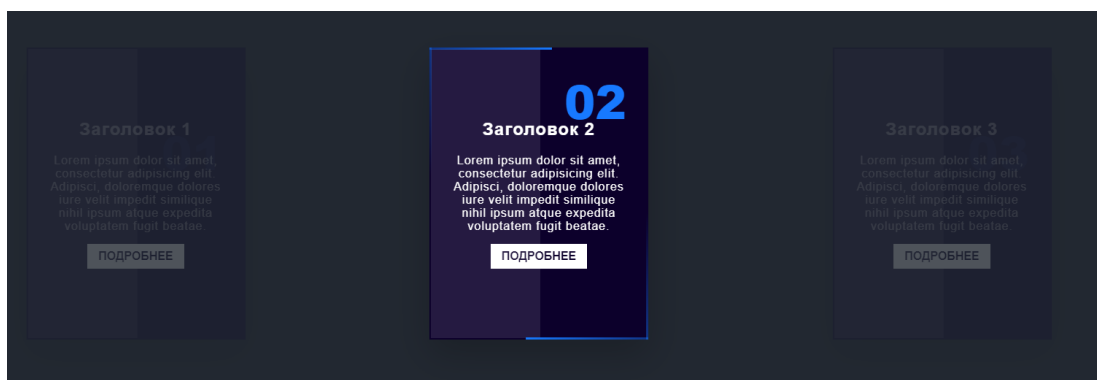 01
Заголовок 1
Lorem ipsum dolor sit amet,
consectetur adipisicing elit.
Adipisci, doloremque dolores
iure velit impedit similique
nihil ipsum atque expedita
voluptatem fugit beatae.
ПОДРОБНЕЕ
02
Заголовок 2
Lorem ipsum dolor sit amet,
consectetur adipisicing elit.
Adipisci, doloremque dolores
iure velit impedit similique
nihil ipsum atque expedita
voluptatem fugit beatae.
ПОДРОБНЕЕ
03
Заголовок 3
Lorem ipsum dolor sit amet,
consectetur adipisicing elit.
Adipisci, doloremque dolores
iure velit impedit similique
nihil ipsum atque expedita
voluptatem fugit beatae.
ПОДРОБНЕЕ